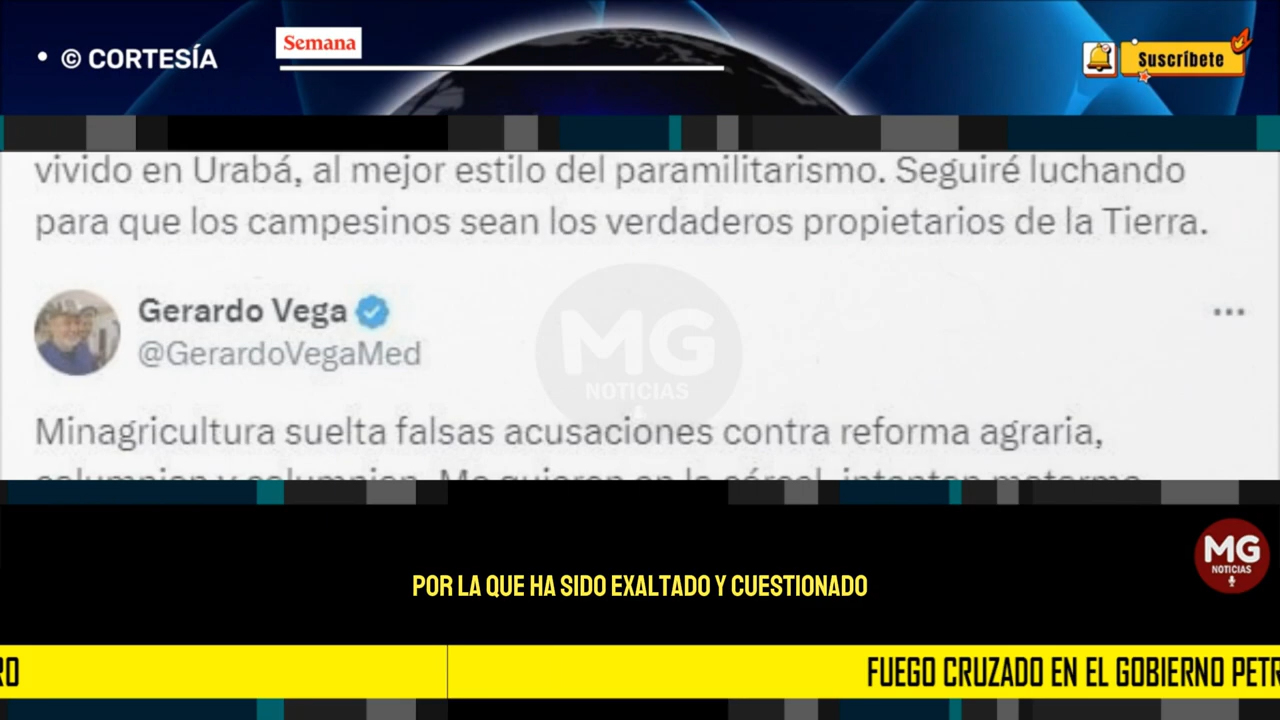 • © CORTESÍA
Semana
Suscríbete
vivido en Urabá, al mejor estilo del paramilitarismo. Seguiré luchando
para que los campesinos sean los verdaderos propietarios de la Tierra.
Gerardo Vega
@GerardoVegaMed
MG
NOTICIAS
Minagricultura suelta falsas acusaciones contra reforma agraria,
MG
NOTICIAS
POR LA QUE HA SIDO EXALTADO Y CUESTIONADO
RO
FUEGO CRUZADO EN EL GOBIERNO PETR